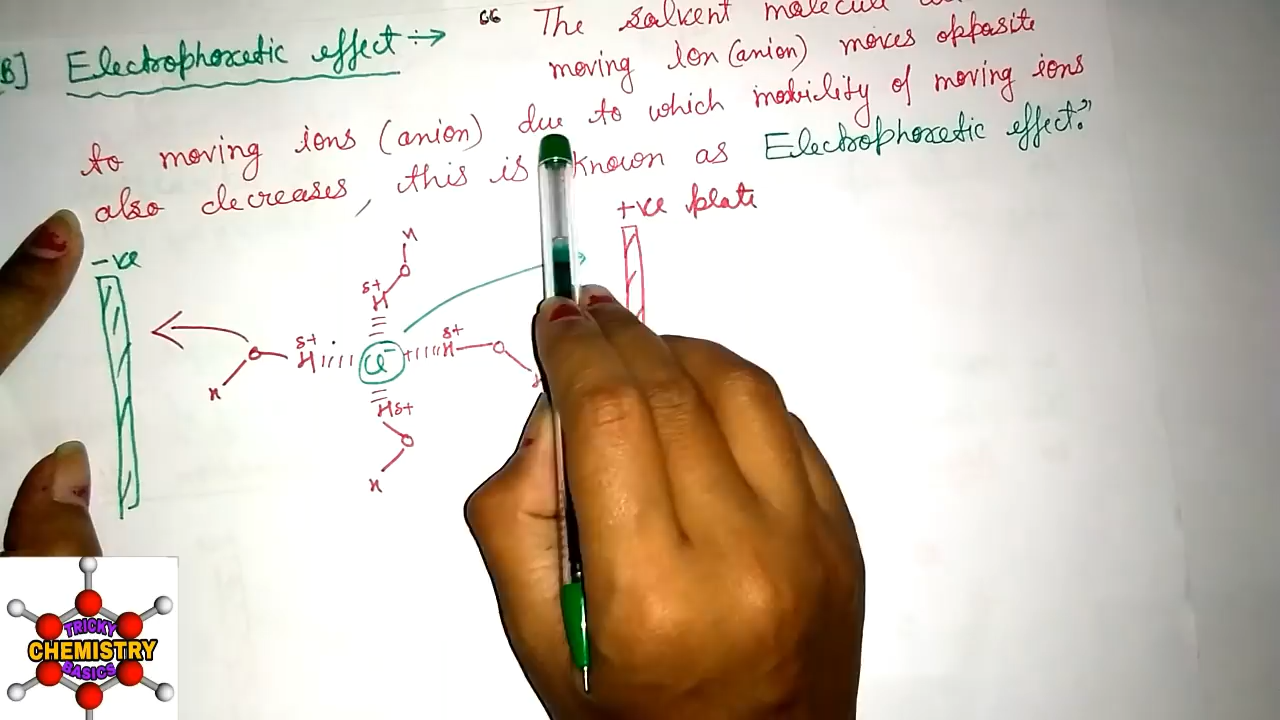 B] Electrophoretic effect :→ “ The solvent molecule
moving Ion (anion) moves opposite
to moving ions (anion) due to which mobility of moving ions
also decreases, this is known as Electrophoretic effect.”
+ve plate
-ve
H
O
δ+
H
δ+
H
O
H
Cl⁻
δ+
H
O
Hδ+
O
H
TRICKY
CHEMISTRY
BASICS